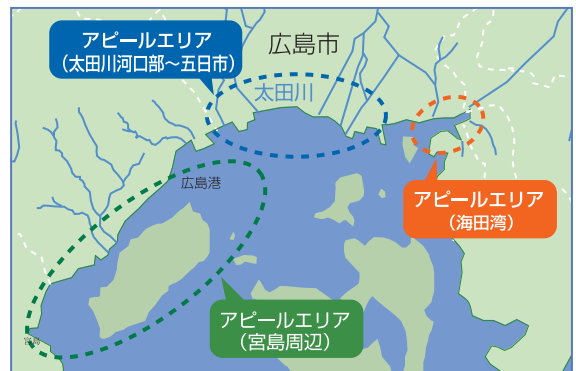 アピールエリア
（太田川河口部～五日市）
広島市
太田川
広島港
アピールエリア
（海田湾）
アピールエリア
（宮島周辺）
宮島